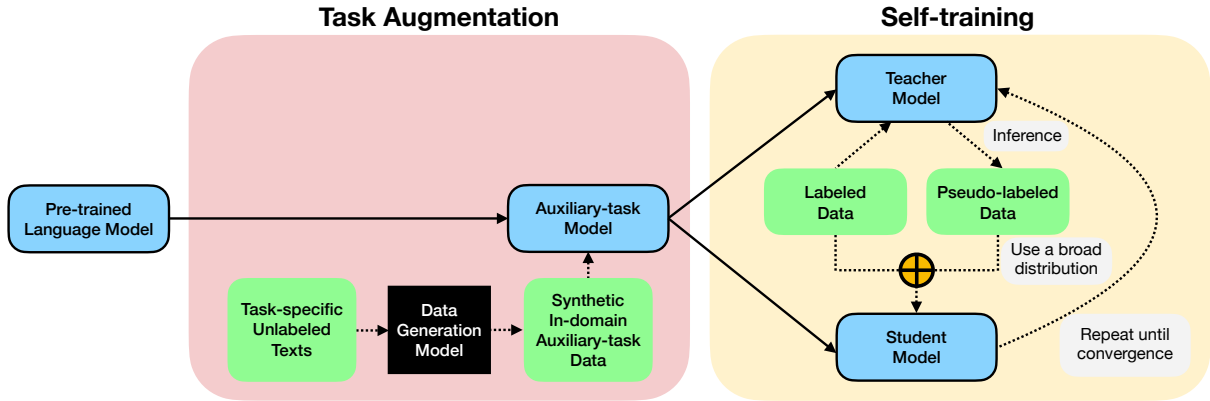 Task Augmentation
Self-training
Pre-trained
Language Model
Auxiliary-task
Model
Task-specific
Unlabeled
Texts
Data
Generation
Model
Synthetic
In-domain
Auxiliary-task
Data
Teacher
Model
Inference
Labeled
Data
Pseudo-labeled
Data
Use a broad
distribution
Student
Model
Repeat until
convergence